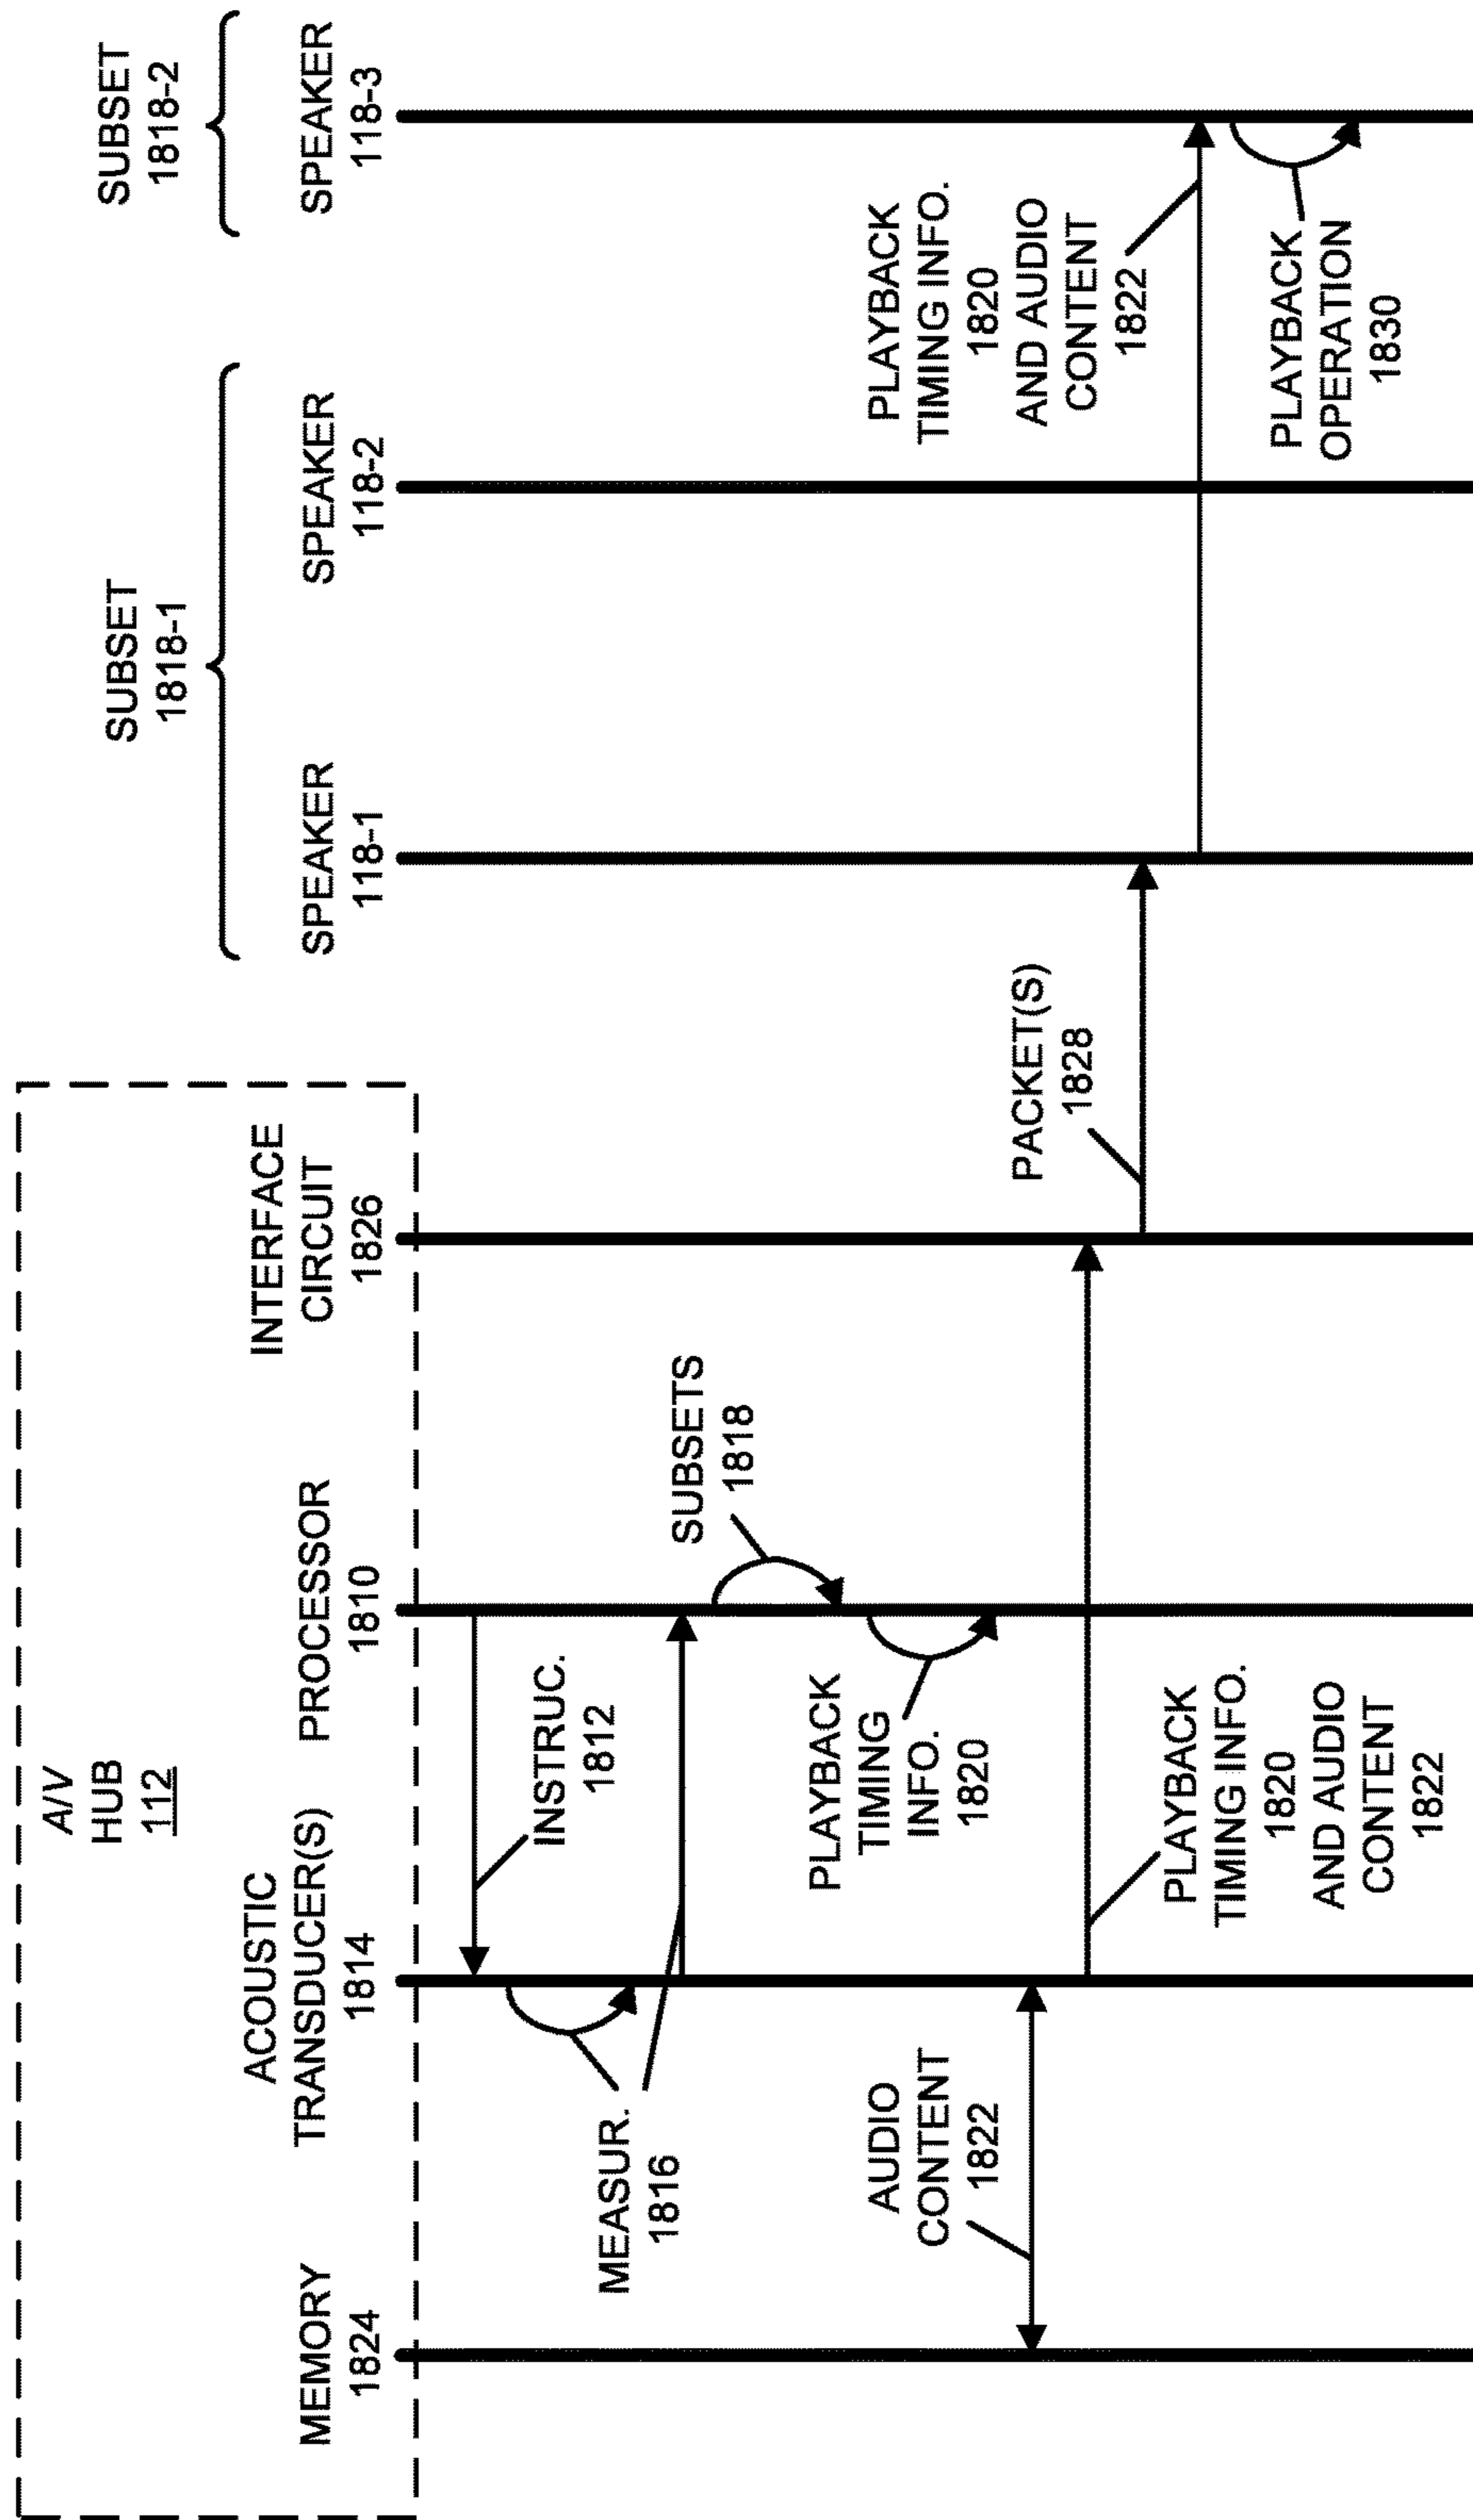 A/V
HUB
112
MEMORY
1824
ACOUSTIC
TRANSDUCER(S)
1814
PROCESSOR
1810
INTERFACE
CIRCUIT
1826
SUBSET
1818-1
SPEAKER
118-1
SPEAKER
118-2
SUBSET
1818-2
SPEAKER
118-3
INSTRUC.
1812
MEASUR.
1816
SUBSETS
1818
PLAYBACK
TIMING
INFO.
1820
AUDIO
CONTENT
1822
PLAYBACK
TIMING INFO.
1820
AND AUDIO
CONTENT
1822
PACKET(S)
1828
PLAYBACK
TIMING INFO.
1820
AND AUDIO
CONTENT
1822
PLAYBACK
OPERATION
1830